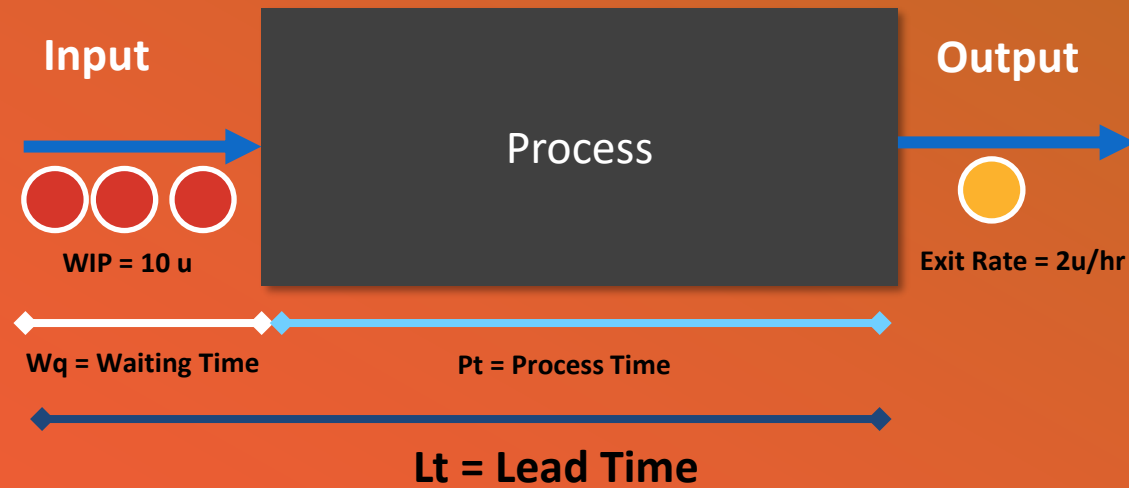 Input
Process
Output
WIP = 10 u
Exit Rate = 2u/hr
Wq = Waiting Time
Pt = Process Time
Lt = Lead Time